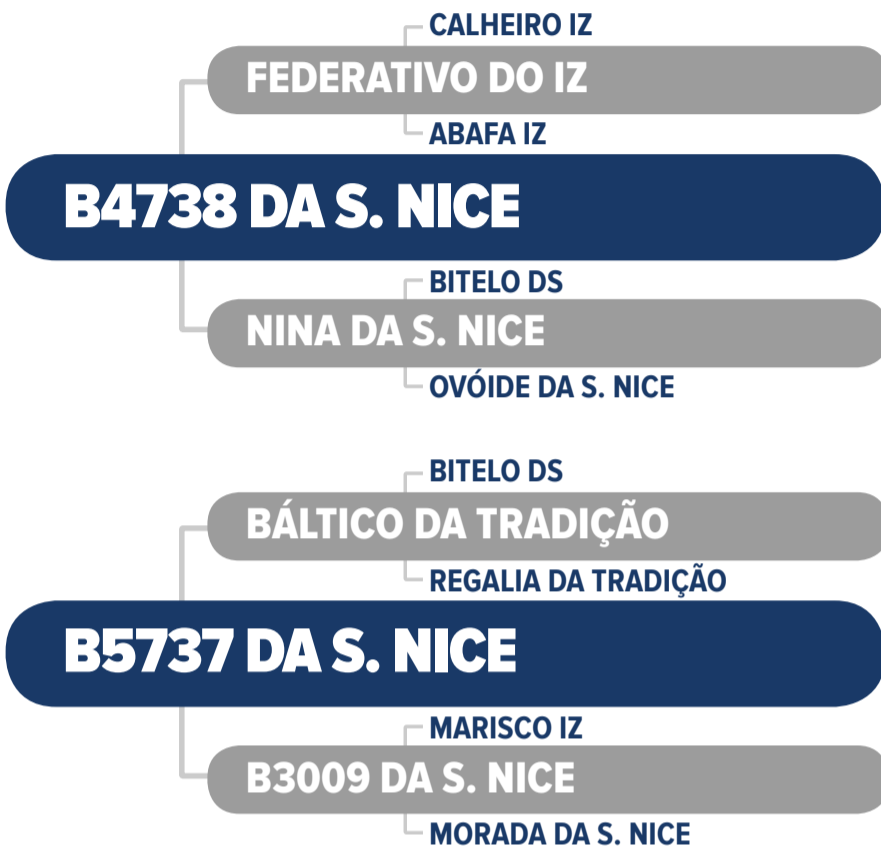 CALHEIRO IZ
FEDERATIVO DO IZ
ABAFA IZ
B4738 DA S. NICE
BITELO DS
NINA DA S. NICE
OVÓIDE DA S. NICE
BITELO DS
BÁLTICO DA TRADIÇÃO
REGALIA DA TRADIÇÃO
B5737 DA S. NICE
MARISCO IZ
B3009 DA S. NICE
MORADA DA S. NICE